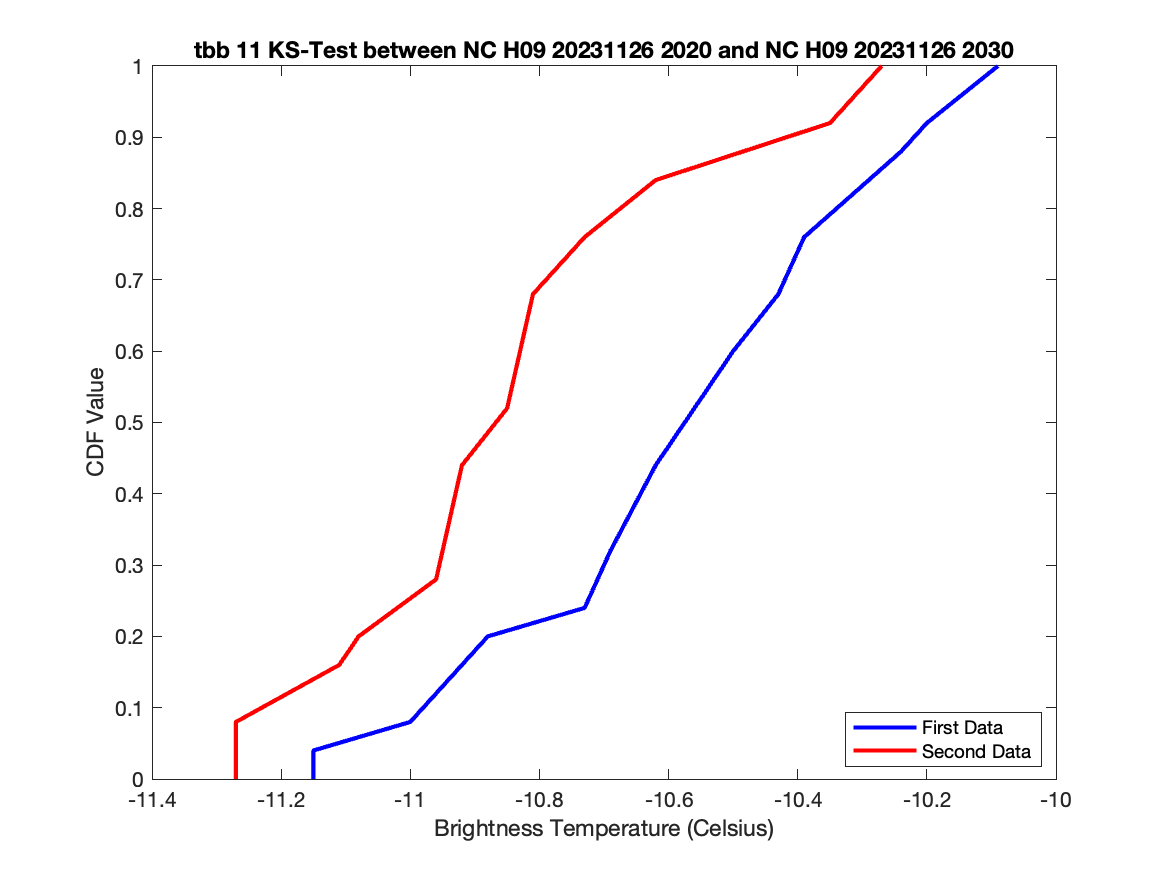 tbb 11 KS-Test between NC H09 20231126 2020 and NC H09 20231126 2030
1
0.9
0.8
0.7
0.6
0.5
0.4
0.3
0.2
0.1
0
CDF Value
First Data
Second Data
-11.4 -11.2 -11 -10.8 -10.6 -10.4 -10.2 -10
Brightness Temperature (Celsius)